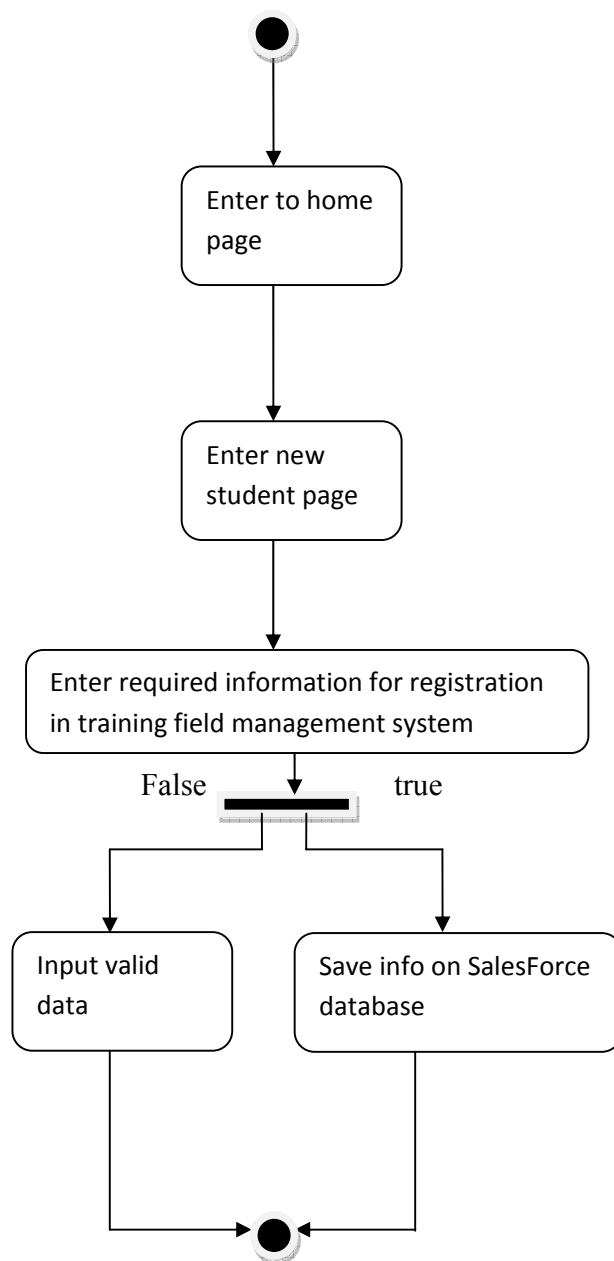 Enter to home
page
Enter new
student page
Enter required information for registration
in training field management system
False
true
Input valid
data
Save info on SalesForce
database